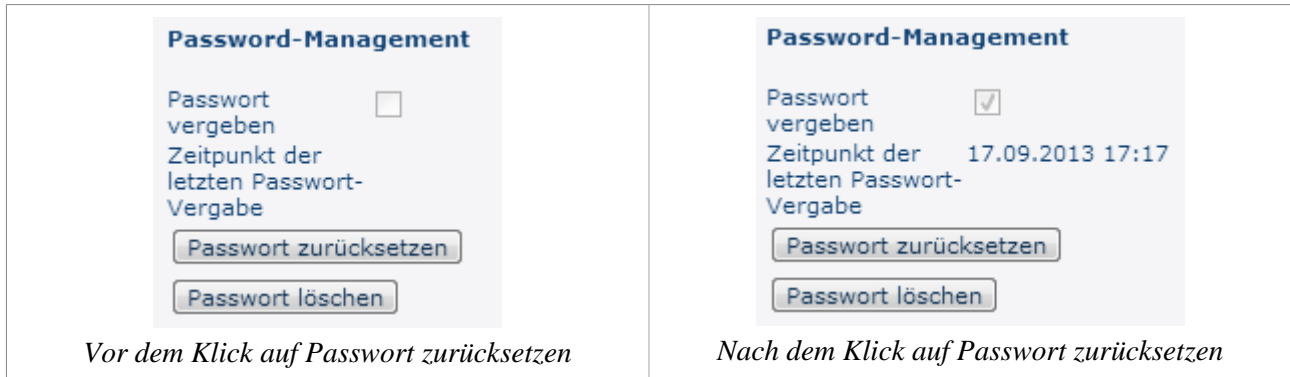 Password-Management
Passwort
vergeben
Zeitpunkt der
letzten Passwort-
Vergabe
Passwort zurücksetzen
Passwort löschen
Vor dem Klick auf Passwort zurücksetzen
Password-Management
Passwort
vergeben
Zeitpunkt der 17.09.2013 17:17
letzten Passwort-
Vergabe
Passwort zurücksetzen
Passwort löschen
Nach dem Klick auf Passwort zurücksetzen